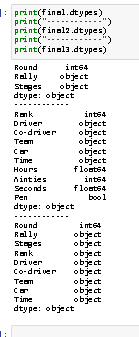 ]:
print(final.dtypes)
print("-----------")
print(final2.dtypes)
print("-----------")
print(final3.dtypes)
Round int64
Rally object
Stages object
dtype: object
-----------
Rank int64
Driver object
Co-driver object
Team object
Car object
Time object
Hours float64
Ainties int64
Seconds float64
Pen bool
dtype: object
-----------
Round int64
Rally object
Stages object
Rank object
Driver object
Co-driver object
Team object
Car object
Time object
dtype: object
]: